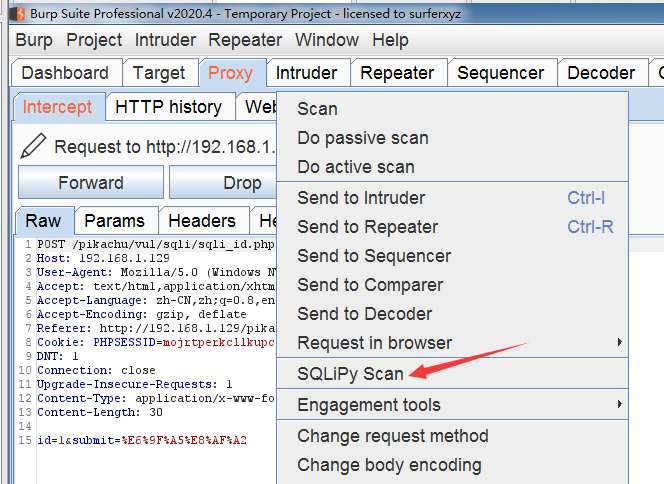 Burp Suite Professional v2020.4 - Temporary Project - licensed to surferxyz
Burp Project Intruder Repeater Window Help
Dashboard Target Proxy Intruder Repeater Sequencer Decoder
Intercept HTTP history Web
Request to http://192.168.1.
Forward Drop
Raw Params Headers He
1 POST /pikachu/vul/sqli/sqli_id.php
2 Host: 192.168.1.129
3 User-Agent: Mozilla/5.0 (Windows N
4 Accept: text/html,application/xhtm
5 Accept-Language: zh-CN,zh;q=0.8,en
6 Accept-Encoding: gzip, deflate
7 Referer: http://192.168.1.129/pika
8 Cookie: PHPSESSID=mojrtperkcllkupc
9 DNT: 1
10 Connection: close
11 Upgrade-Insecure-Requests: 1
12 Content-Type: application/x-www-fo
13 Content-Length: 30
14
15 id=1&submit=%E6%9F%A5%E8%AF%A2
Scan
Do passive scan
Do active scan
Send to Intruder Ctrl-I
Send to Repeater Ctrl-R
Send to Sequencer
Send to Comparer
Send to Decoder
Request in browser
SQLiPy Scan
Engagement tools
Change request method
Change body encoding